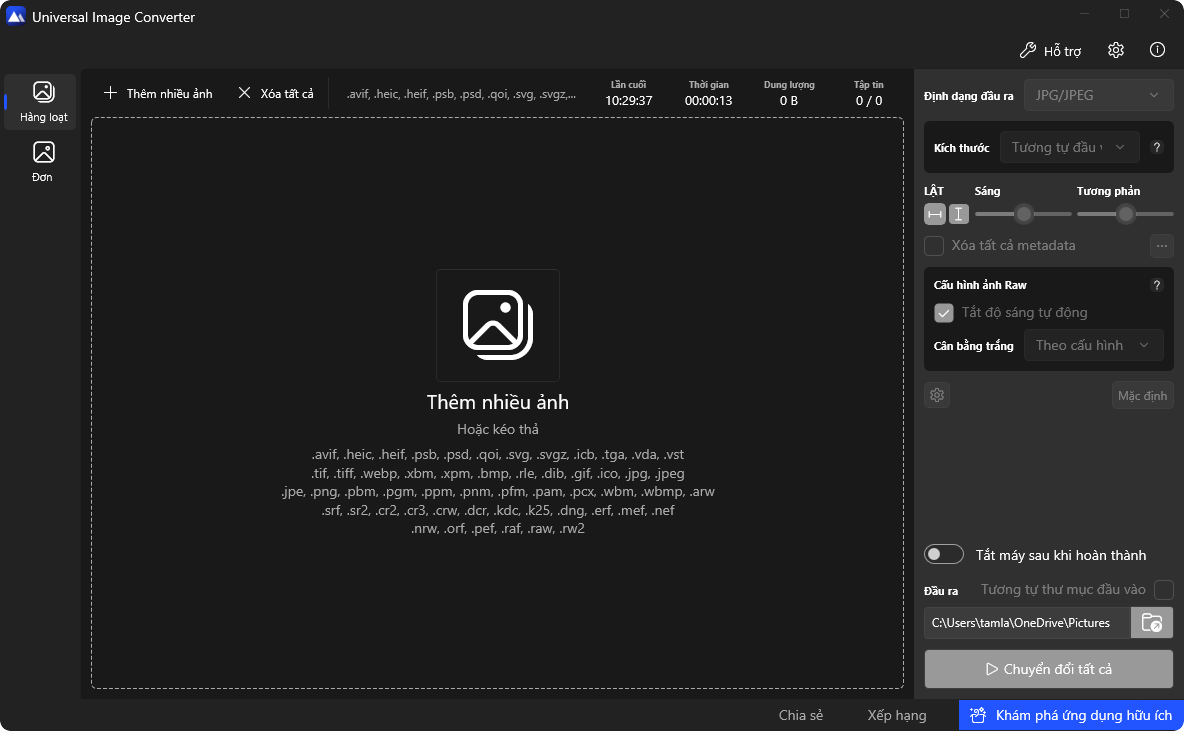 Universal Image Converter
Hỗ trợ
Hàng loạt
Đơn
Thêm nhiều ảnh
Xóa tất cả
.avif, .heic, .heif, .psb, .psd, .qoi, .svg, .svgz,...
Lần cuối
10:29:37
Thời gian
00:00:13
Dung lượng
0 B
Tập tin
0 / 0
Thêm nhiều ảnh
Hoặc kéo thả
.avif, .heic, .heif, .psb, .psd, .qoi, .svg, .svgz, .icb, .tga, .vda, .vst
.tif, .tiff, .webp, .xbm, .xpm, .bmp, .rle, .dib, .gif, .ico, .jpg, .jpeg
.jpe, .png, .pbm, .pgm, .ppm, .pnm, .pfm, .pam, .pcx, .wbm, .wbmp, .arw
.srf, .sr2, .cr2, .cr3, .crw, .dcr, .kdc, .k25, .dng, .erf, .mef, .nef
.nrw, .orf, .pef, .raf, .raw, .rw2
Định dạng đầu ra
JPG/JPEG
Kích thước
Tương tự đầu
?
LẬT
Sáng
Tương phản
Xóa tất cả metadata
...
Cấu hình ảnh Raw
?
Tắt độ sáng tự động
Cân bằng trắng
Theo cấu hình
Mặc định
Tắt máy sau khi hoàn thành
Đầu ra
Tương tự thư mục đầu vào
C:\Users\tamla\OneDrive\Pictures
Chuyển đổi tất cả
Chia sẻ
Xếp hạng
Khám phá ứng dụng hữu ích